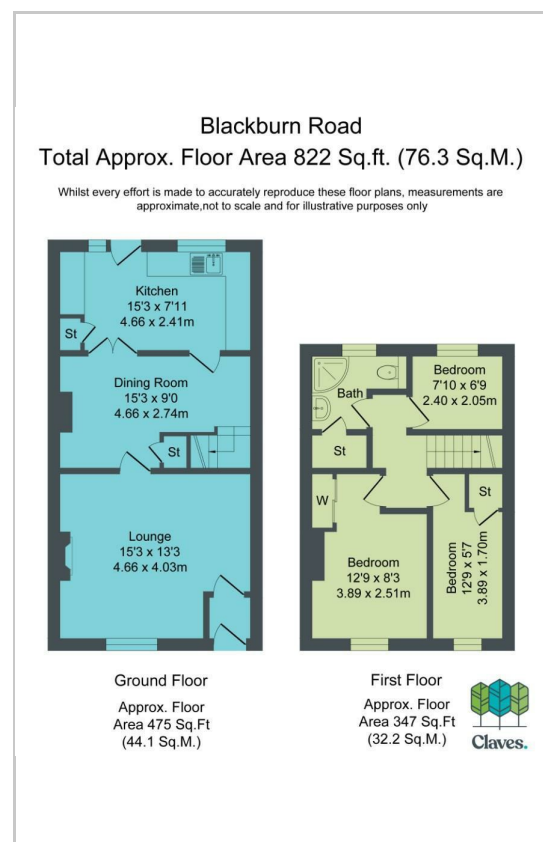 Blackburn Road
Total Approx. Floor Area 822 Sq.ft. (76.3 Sq.M.)
Whilst every effort is made to accurately reproduce these floor plans, measurements are
approximate,not to scale and for illustrative purposes only
Kitchen
15'3 x 7'11
4.66 x 2.41m
St
Dining Room
15'3 x 9'0
4.66 x 2.74m
St
Lounge
15'3 x 13'3
4.66 x 4.03m
Ground Floor
Approx. Floor
Area 475 Sq.Ft
(44.1 Sq.M.)
Bath
Bedroom
7'10 x 6'9
2.40 x 2.05m
St
W
St
Bedroom
12'9 x 8'3
3.89 x 2.51m
Bedroom
12'9 x 5'7
3.89 x 1.70m
First Floor
Approx. Floor
Area 347 Sq.Ft
(32.2 Sq.M.)
Claves.